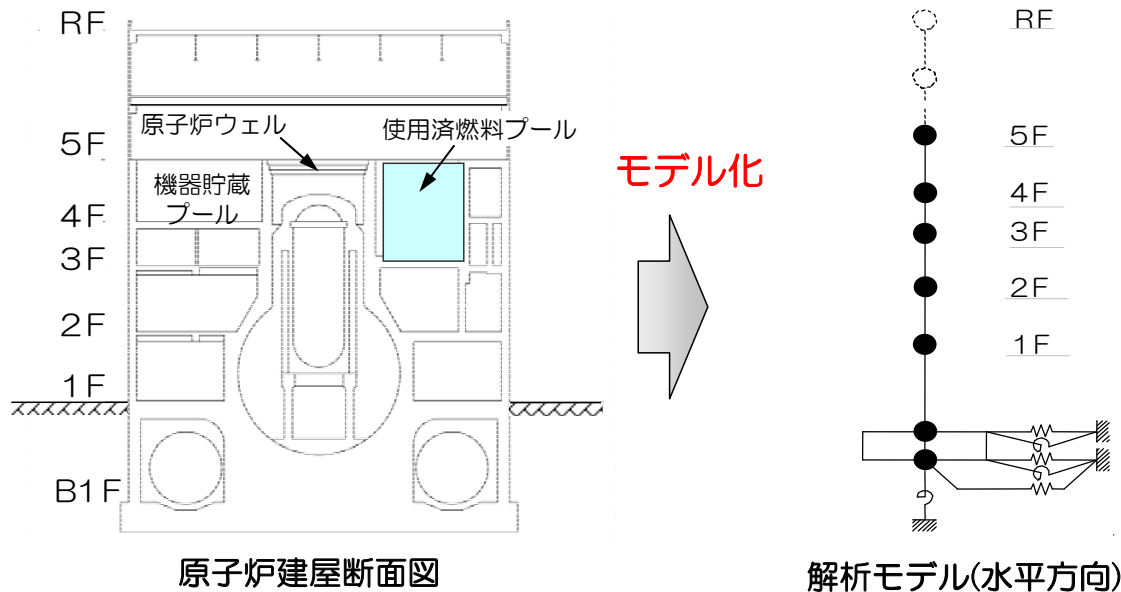 RF
5F
4F
3F
2F
1F
B1F
原子炉ウェル
使用済燃料プール
機器貯蔵
プール
原子炉建屋断面図
モデル化
RF
5F
4F
3F
2F
1F
解析モデル(水平方向)